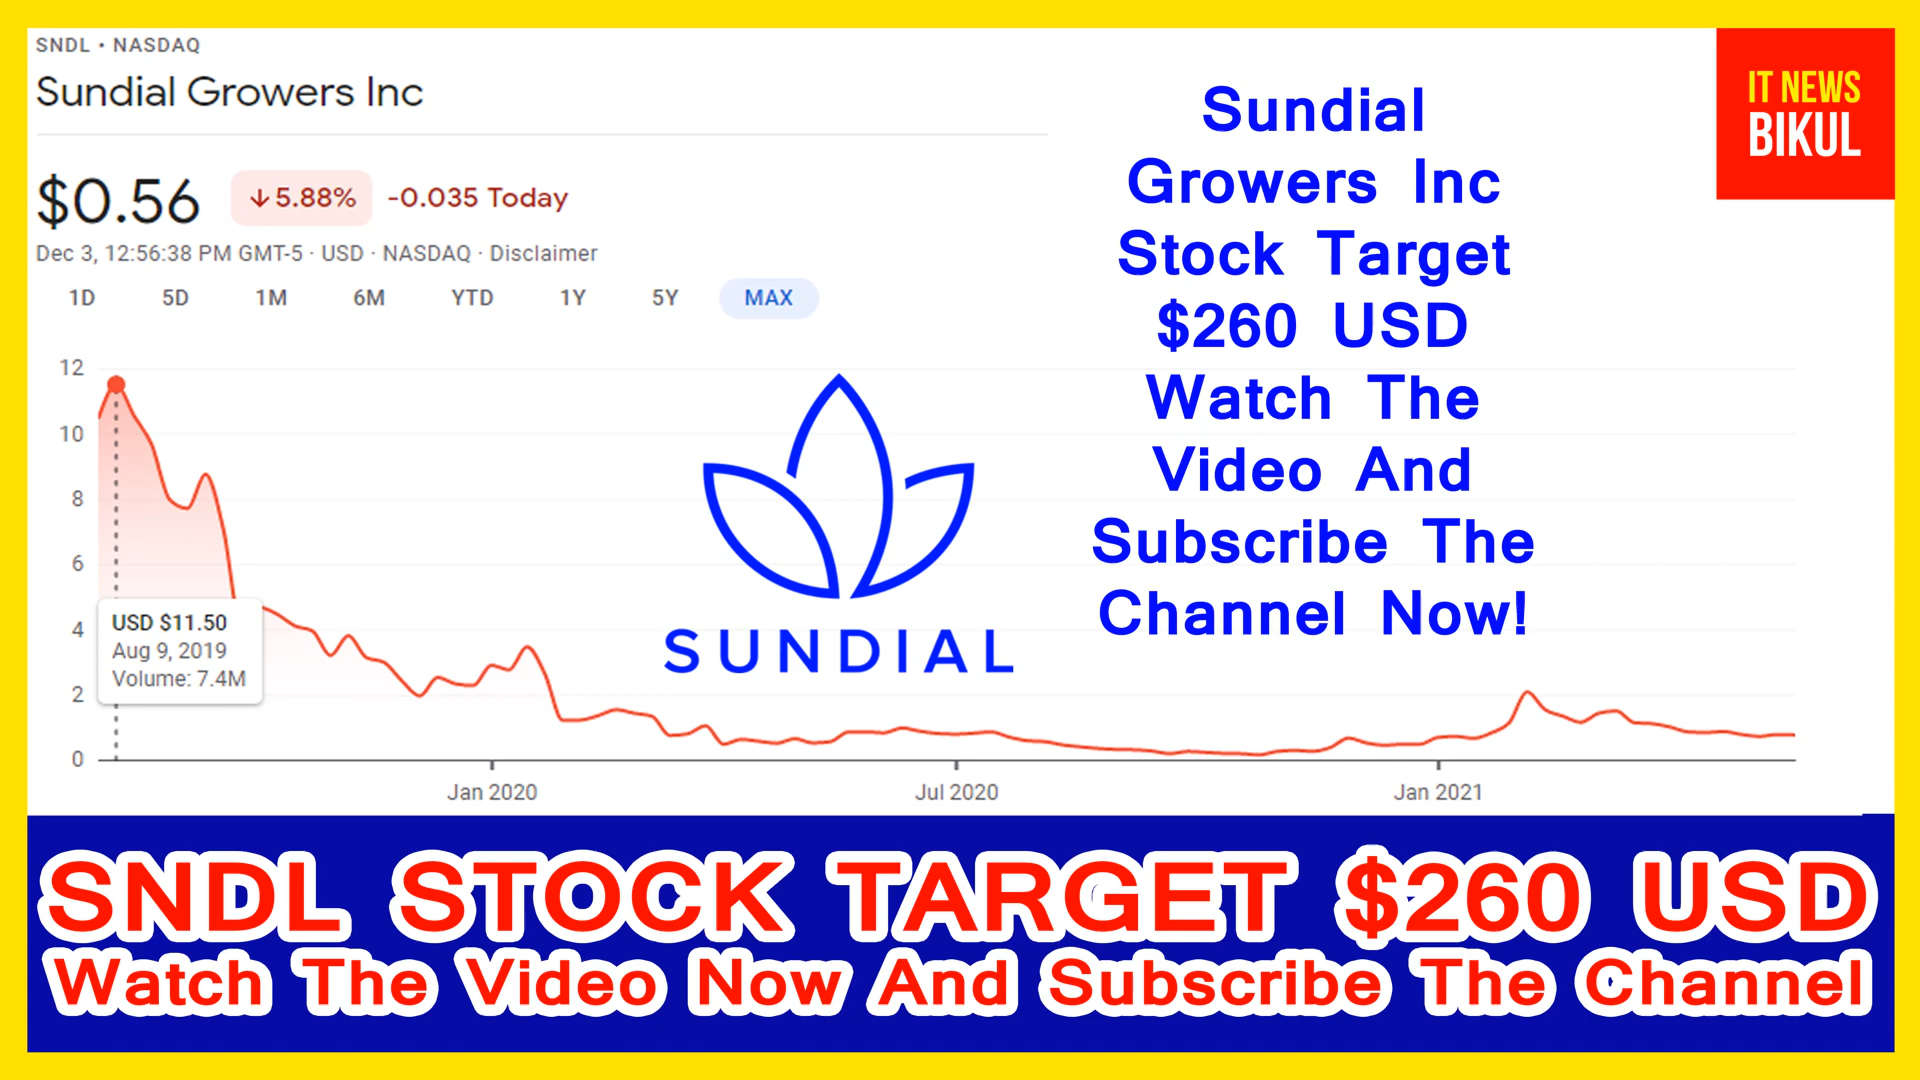 SNDL • NASDAQ
Sundial Growers Inc
$0.56 ↓5.88% -0.035 Today
Dec 3, 12:56:38 PM GMT-5 · USD · NASDAQ · Disclaimer
1D 5D 1M 6M YTD 1Y 5Y MAX
12
10
8
6
4
2
0
USD $11.50
Aug 9, 2019
Volume: 7.4M
Jan 2020 Jul 2020 Jan 2021
SUNDIAL
Sundial
Growers Inc
Stock Target
$260 USD
Watch The
Video And
Subscribe The
Channel Now!
IT NEWS
BIKUL
SNDL STOCK TARGET $260 USD
Watch The Video Now And Subscribe The Channel